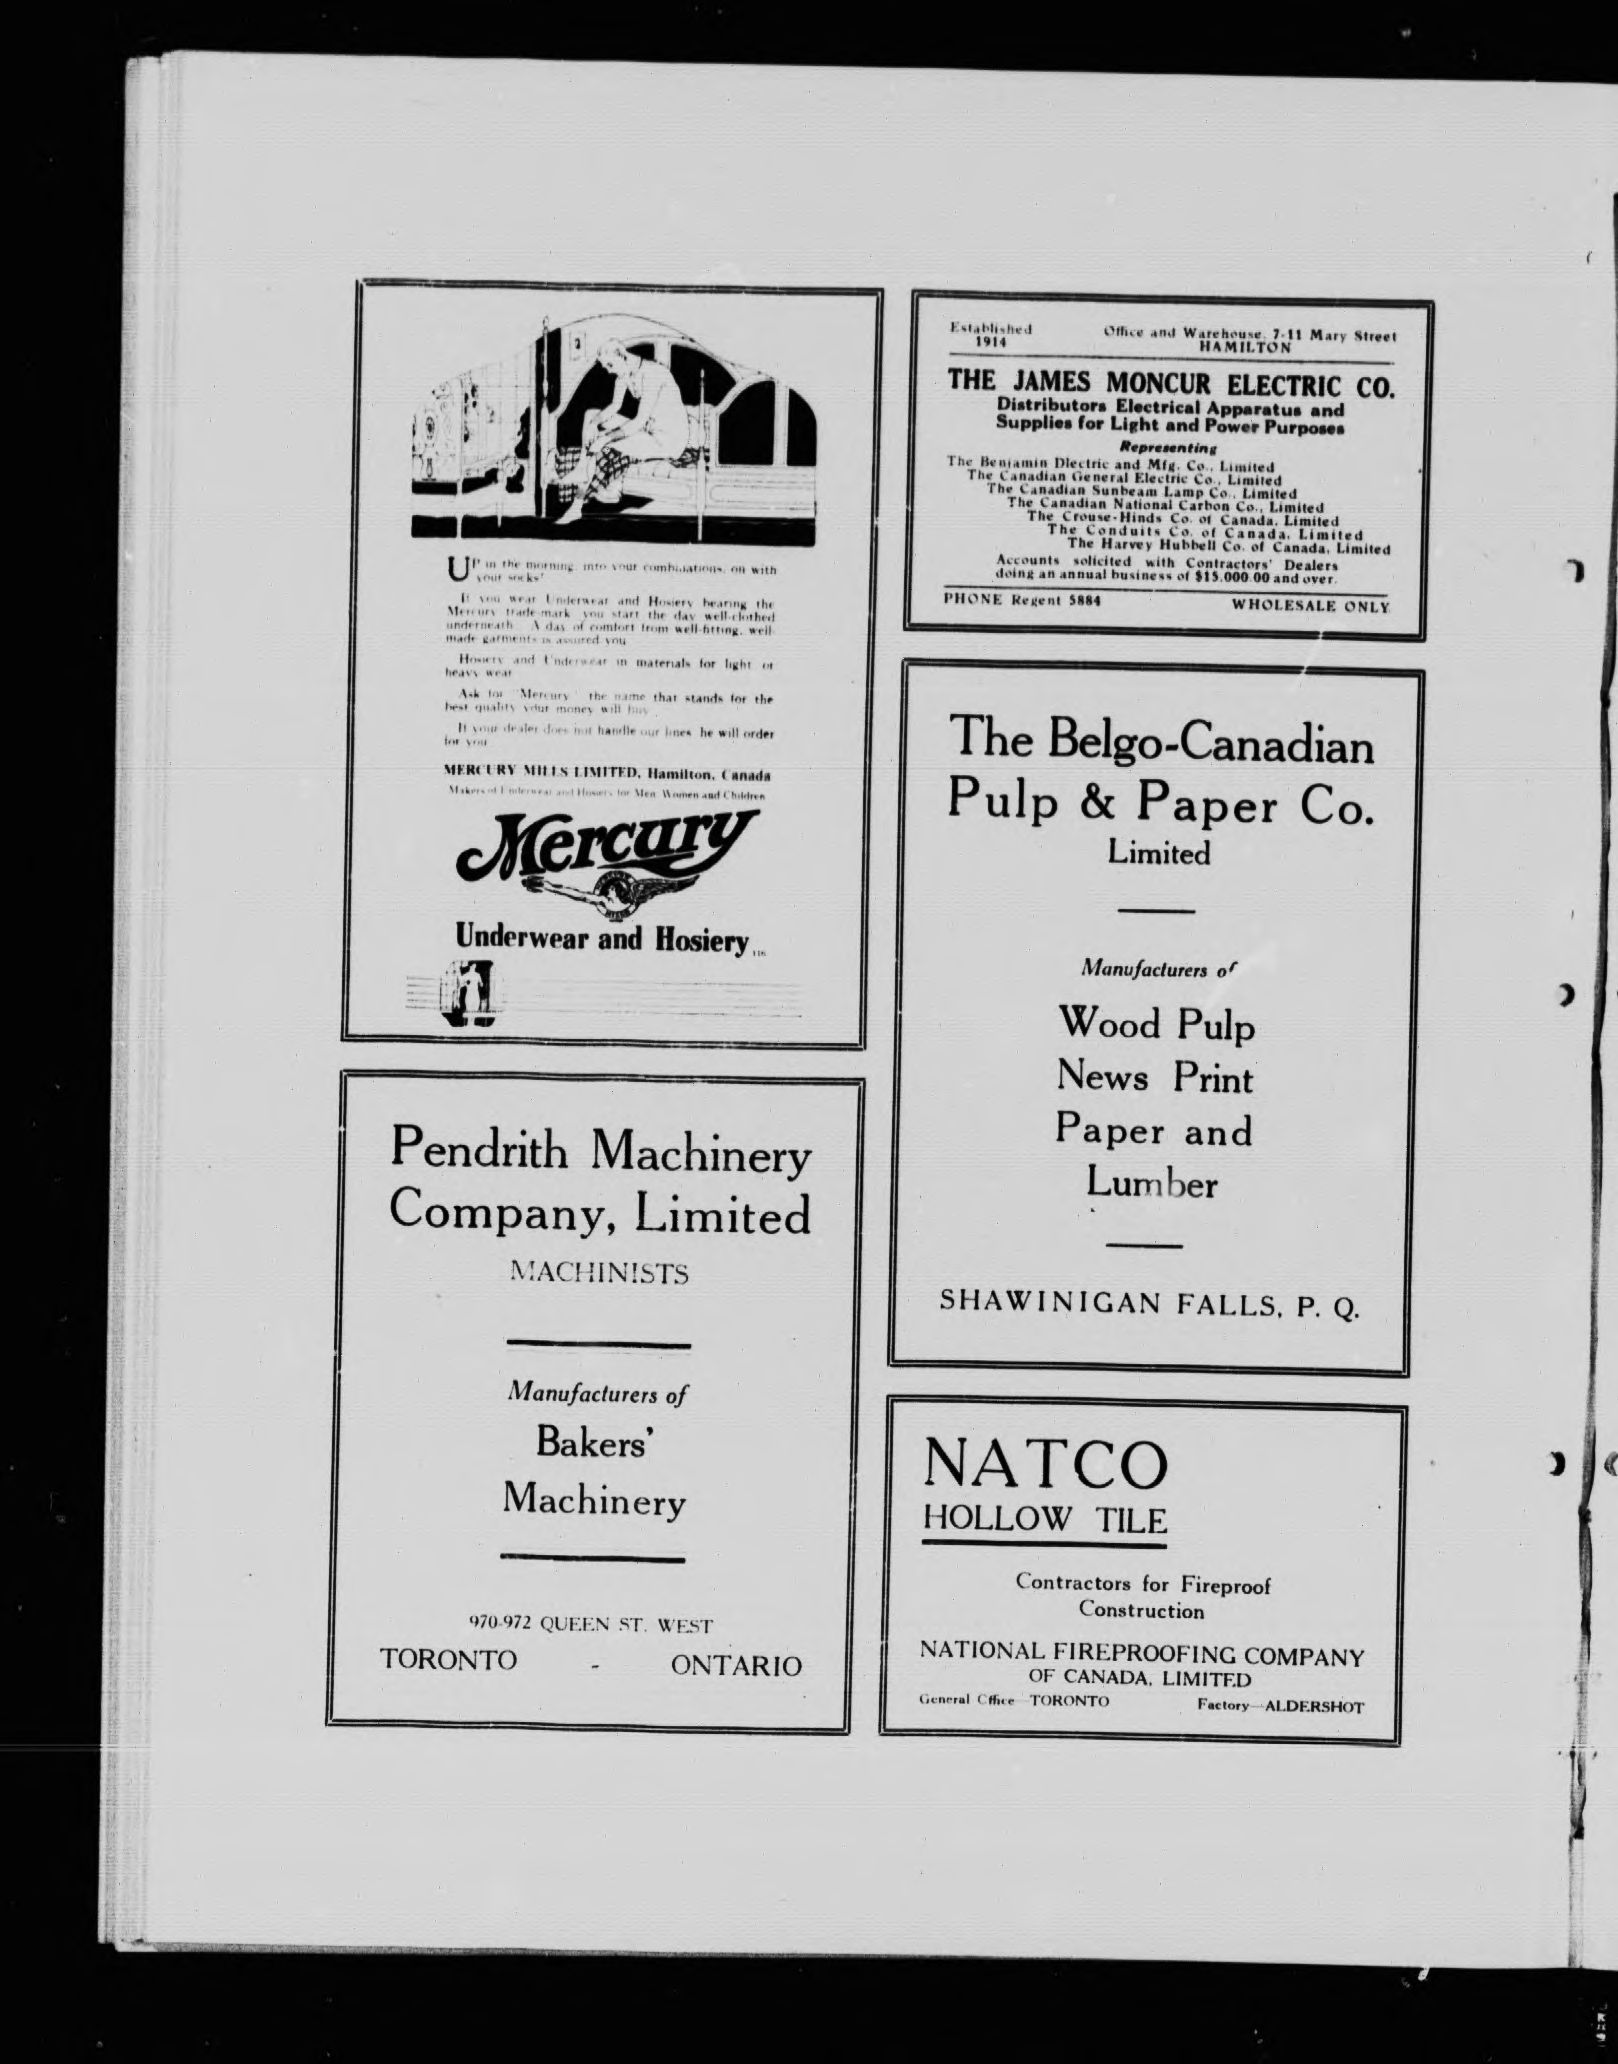 UP in the morning, into your combinations, on with
your socks!
If you wear Underwear and Hosiery bearing the
Mercury trade-mark you start the day well-clothed
underneath. A day of comfort from well-fitting, well-
made garments is assured you.
Hosiery and Underwear in materials for light or
heavy wear.
Ask for "Mercury" the name that stands for the
best quality your money will buy.
If your dealer does not handle our lines he will order
for you.
MERCURY MILLS LIMITED, Hamilton, Canada
Makers of Underwear and Hosiery for Men, Women and Children
Mercury
Underwear and Hosiery
Pendrith Machinery
Company, Limited
MACHINISTS
Manufacturers of
Bakers'
Machinery
970-972 QUEEN ST. WEST
TORONTO - ONTARIO
Established
1914
Office and Warehouse, 7-11 Mary Street
HAMILTON
THE JAMES MONCUR ELECTRIC CO.
Distributors Electrical Apparatus and
Supplies for Light and Power Purposes
Representing
The Benjamin Dlectric and Mfg. Co., Limited
The Canadian General Electric Co., Limited
The Canadian Sunbeam Lamp Co., Limited
The Canadian National Carbon Co., Limited
The Crouse-Hinds Co. of Canada, Limited
The Conduits Co. of Canada, Limited
The Harvey Hubbell Co. of Canada, Limited
Accounts solicited with Contractors' Dealers
doing an annual business of $15,000.00 and over.
PHONE Regent 5884 WHOLESALE ONLY
The Belgo-Canadian
Pulp & Paper Co.
Limited
Manufacturers of
Wood Pulp
News Print
Paper and
Lumber
SHAWINIGAN FALLS, P. Q.
NATCO
HOLLOW TILE
Contractors for Fireproof
Construction
NATIONAL FIREPROOFING COMPANY
OF CANADA, LIMITED
General Office—TORONTO Factory—ALDERSHOT